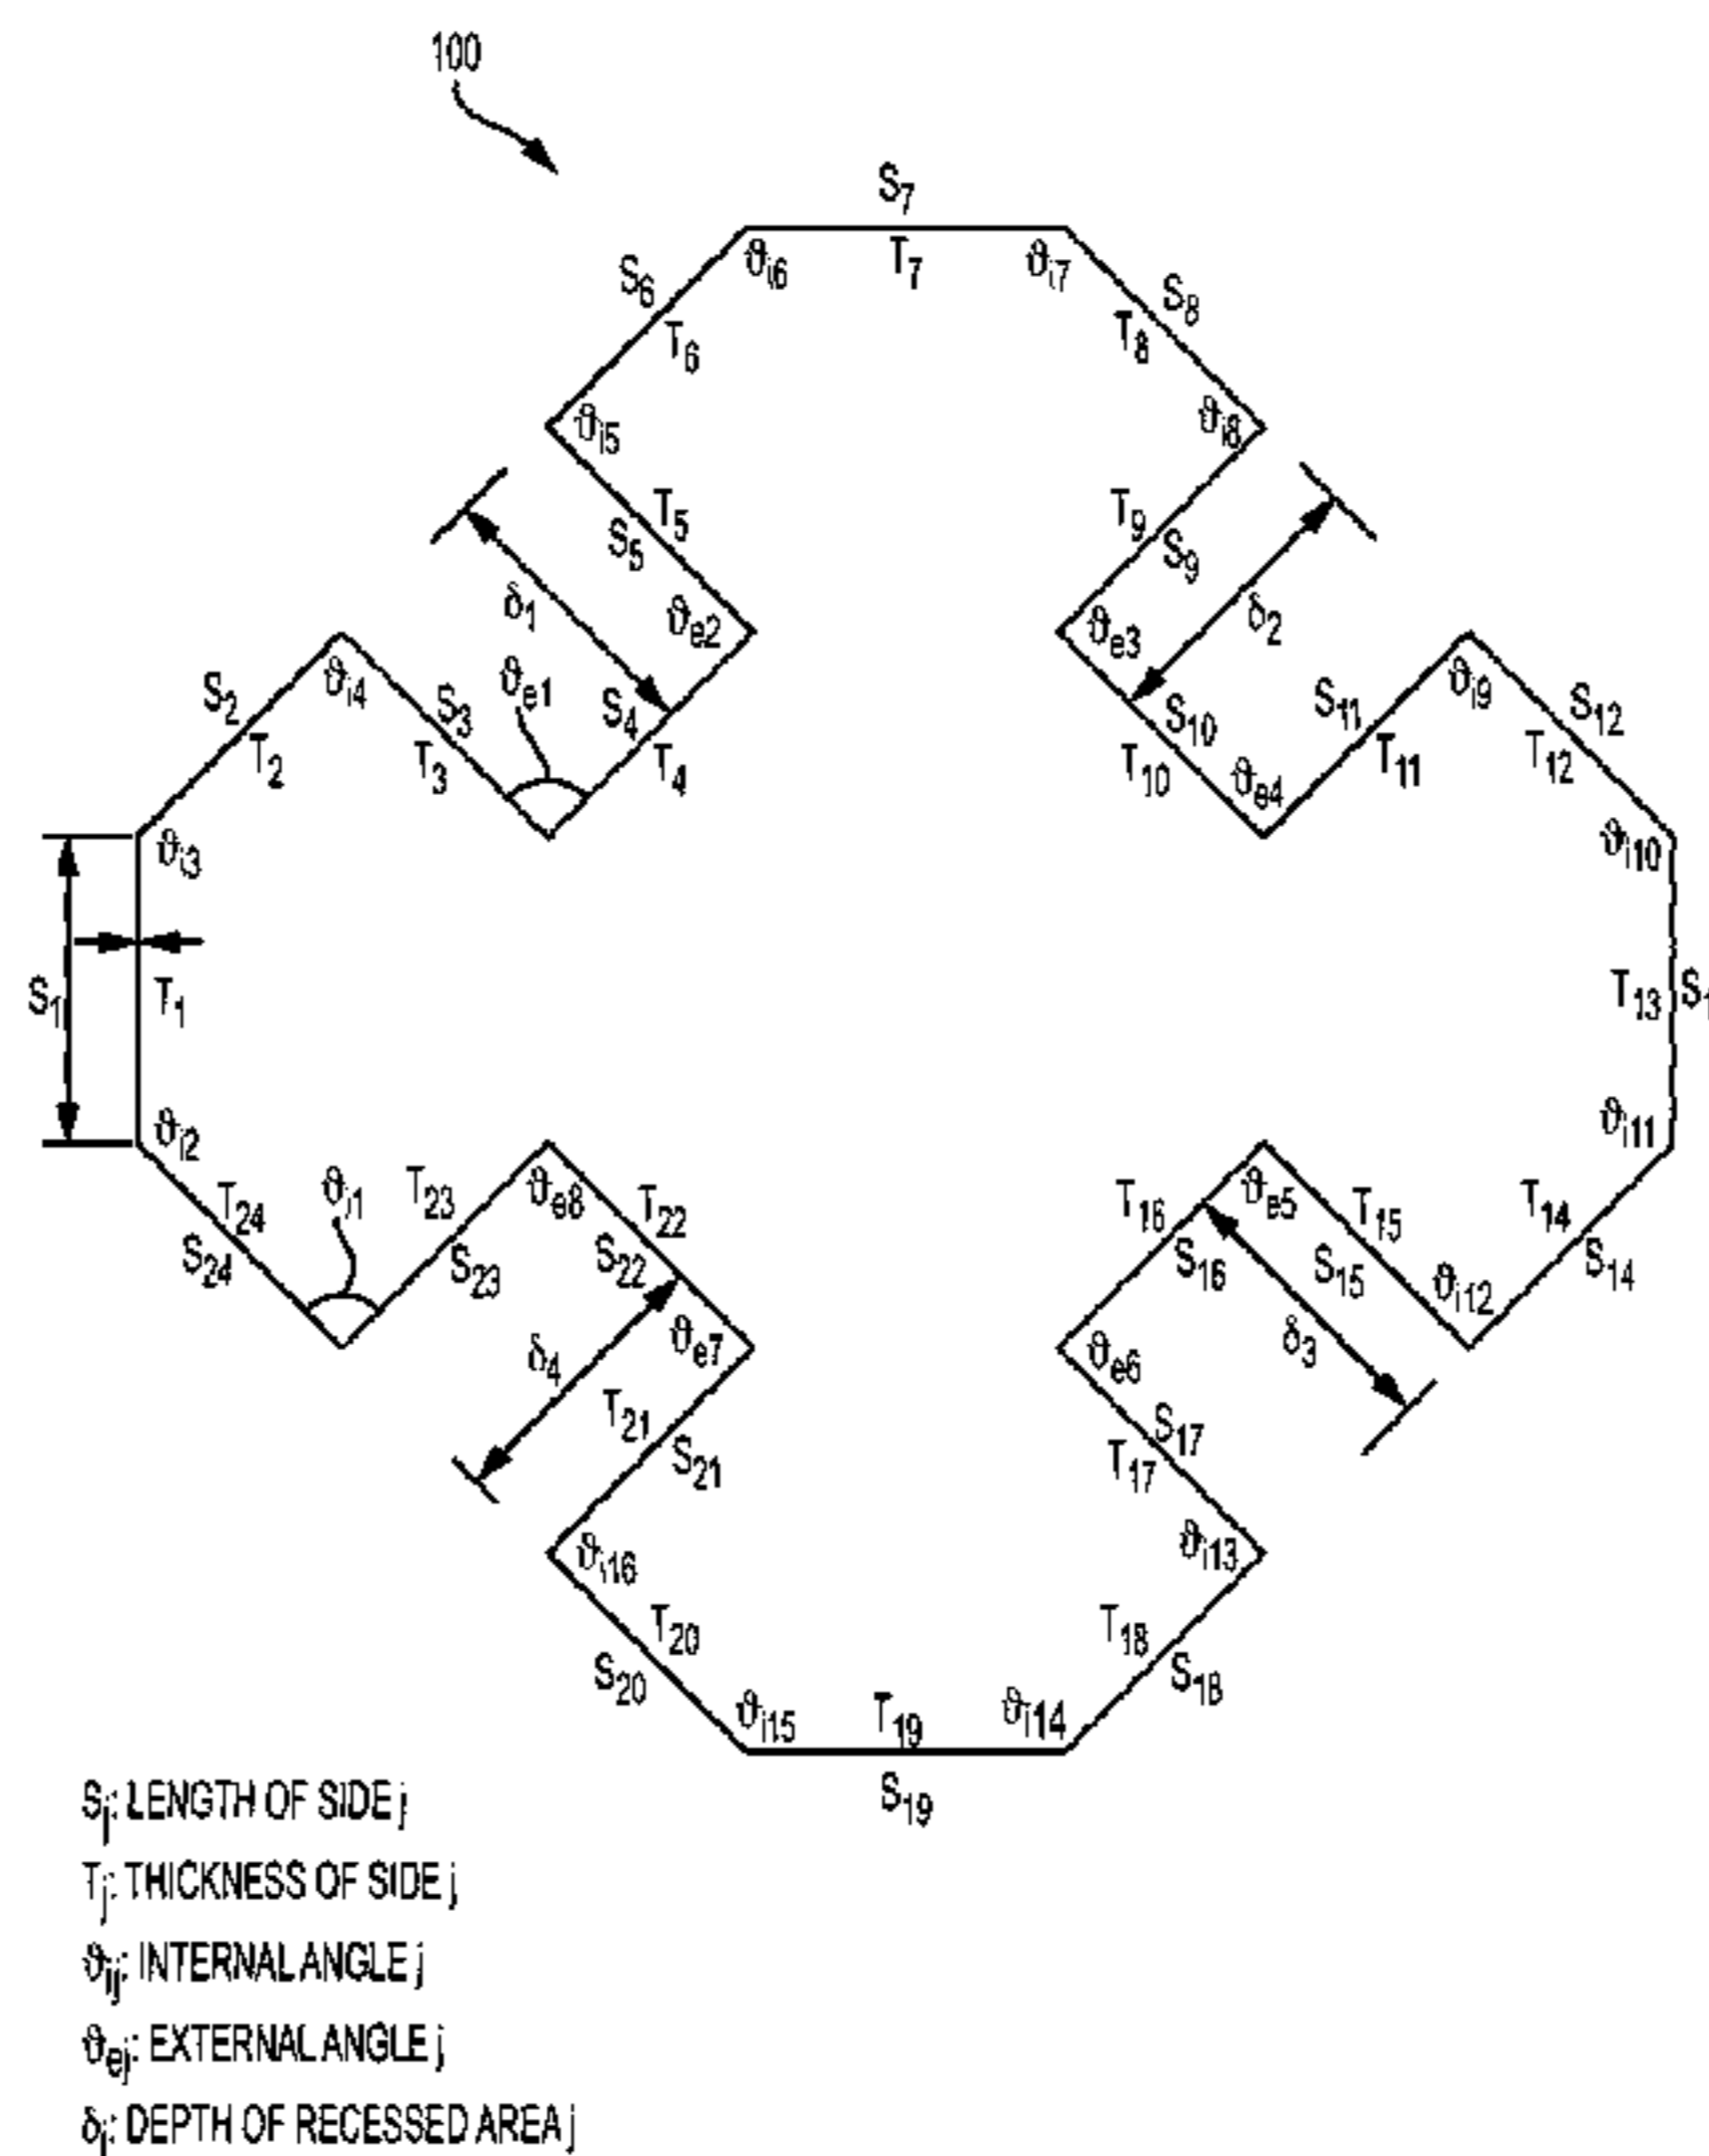 100
S7
T7
ϑi6
ϑi7
S6
T6
S8
T8
ϑi5
ϑi8
T5
S5
T9
S9
δ1
δ2
ϑe2
ϑe3
ϑe1
S2
T2
ϑi4
S3
T3
S4
T4
S10
T10
S11
T11
ϑi9
S12
T12
ϑe4
ϑi3
ϑi10
S1
T1
T13
S1
ϑi2
ϑi11
T24
S24
ϑi1
T23
S23
ϑe8
T22
S22
T16
S16
ϑe5
T15
S15
T14
S14
ϑi12
δ4
ϑe7
ϑe6
δ3
T21
S21
S17
T17
ϑi16
ϑi13
T20
S20
T18
S18
ϑi15
T19
ϑi14
S19
Sj: LENGTH OF SIDE j
Tj: THICKNESS OF SIDE j
ϑij: INTERNAL ANGLE j
ϑej: EXTERNAL ANGLE j
δj: DEPTH OF RECESSED AREA j